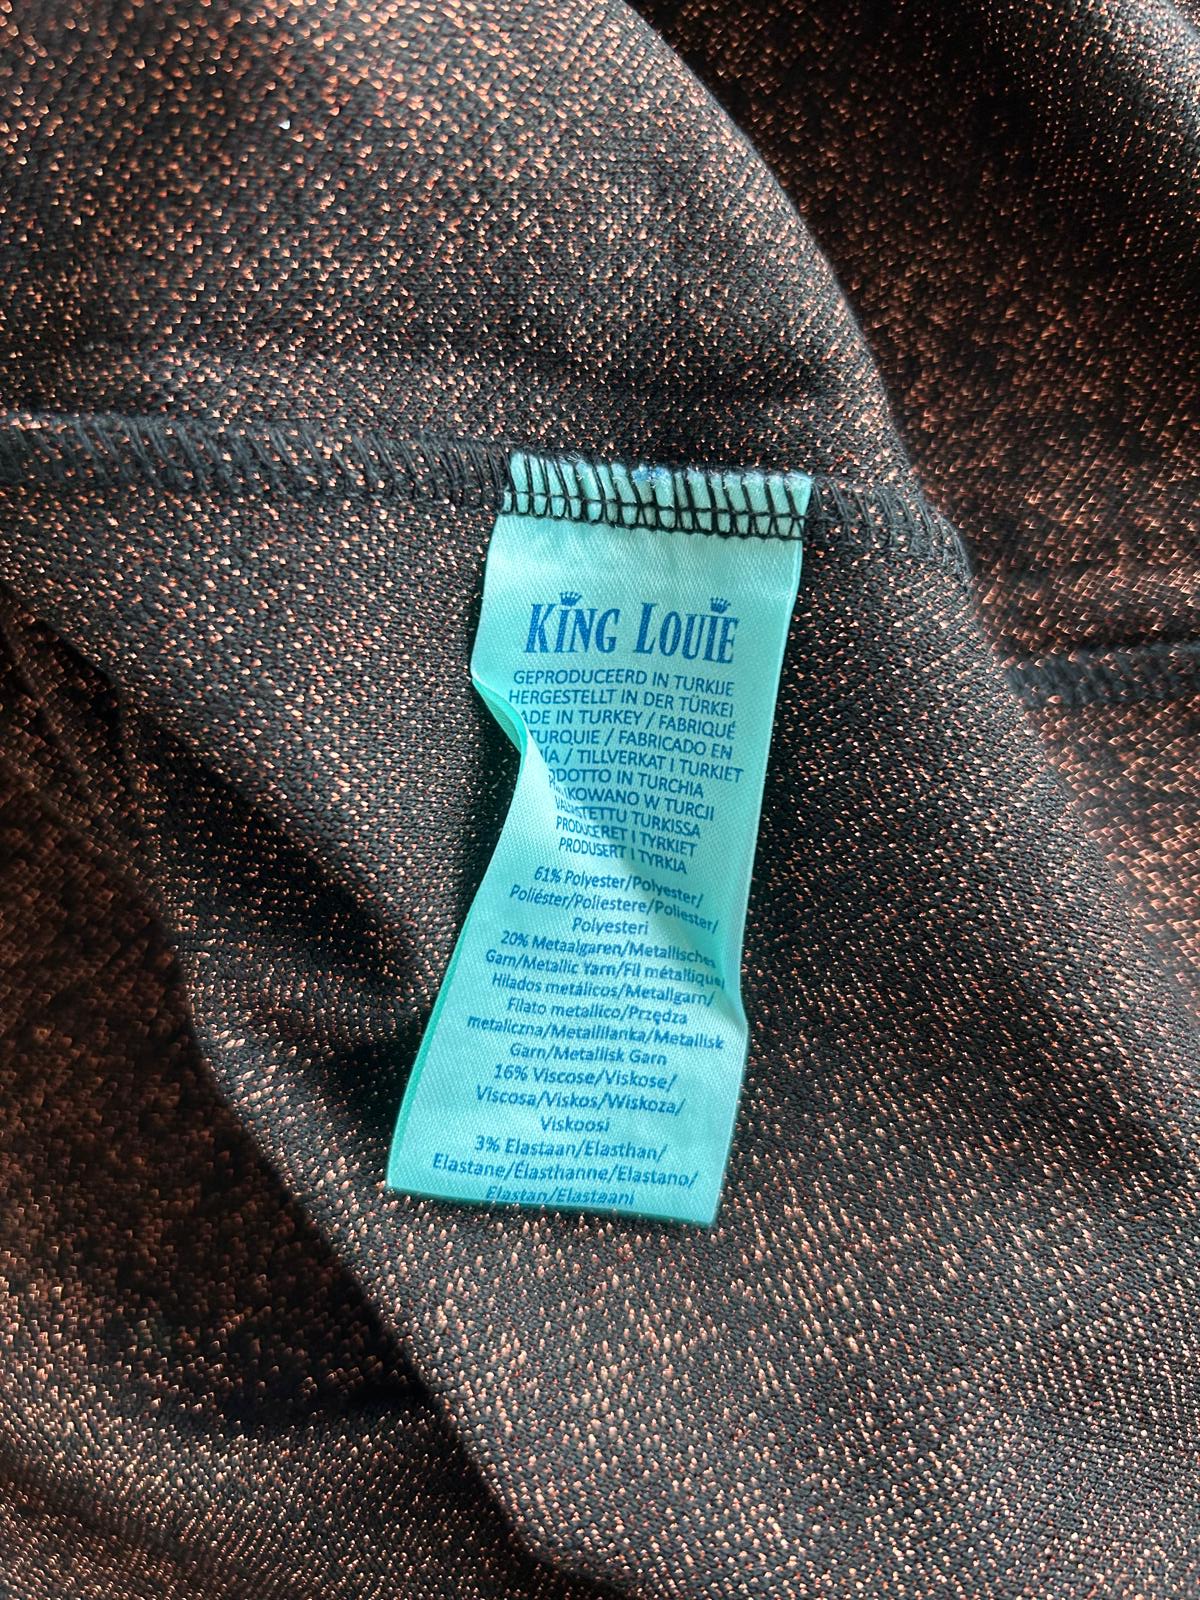 KING LOUIE
GEPRODUCEERD IN TURKIJE
HERGESTELLT IN DER TÜRKEI
ADE IN TURKEY / FABRIQUÉ
TURQUIE / FABRICADO EN
ÍA / TILLVERKAT I TURKIET
ODOTTO IN TURCHIA
IKOWANO W TURCJI
TURKISSA
PRODUCERET I TYRKIET
PRODUSERT I TYRKIA
61% Polyester/Polyester/
Poliéster/Poliestere/Poliester/
Polyesteri
20% Metaalgaren/Metallisches
Garn/Metallic Yarn/Fil métallique/
Hilados metálicos/Metallgarn/
Filato metallico/Przędza
metaliczna/Metaililanka/Metallisk
Garn/Metallisk Garn
16% Viscose/Viskose/
Viscosa/Viskos/Wiskoza/
Viskoosi
3% Elastaan/Elasthan/
Elastane/Élasthanne/Elastano/
Elastan/Elastaani